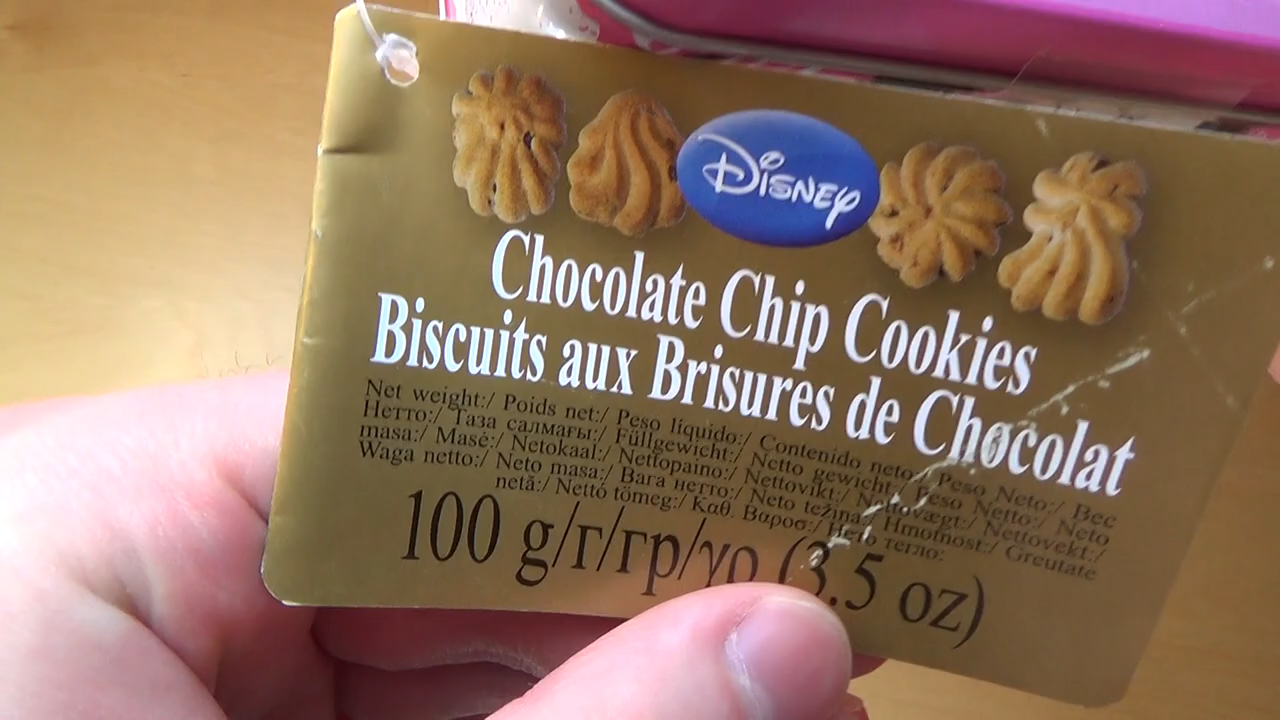 Disney
Chocolate Chip Cookies
Biscuits aux Brisures de Chocolat
Net weight:/ Poids net:/ Peso líquido:/ Contenido neto:/ Peso Neto:/ Вес
Нетто:/ Таза салмағы:/ Füllgewicht:/ Netto gewicht:/ Peso Netto:/ Neto
masa:/ Masė:/ Netokaal:/ Nettopaino:/ Nettovikt:/ Nettovægt:/ Nettovekt:/
Waga netto:/ Neto masa:/ Вага нетто:/ Neto težina:/ Hmotnost:/ Greutate
netă:/ Nettó tömeg:/ Καθ. Βαροσ:/ Нето тегло:
100 g/г/гр/γρ (3.5 oz)